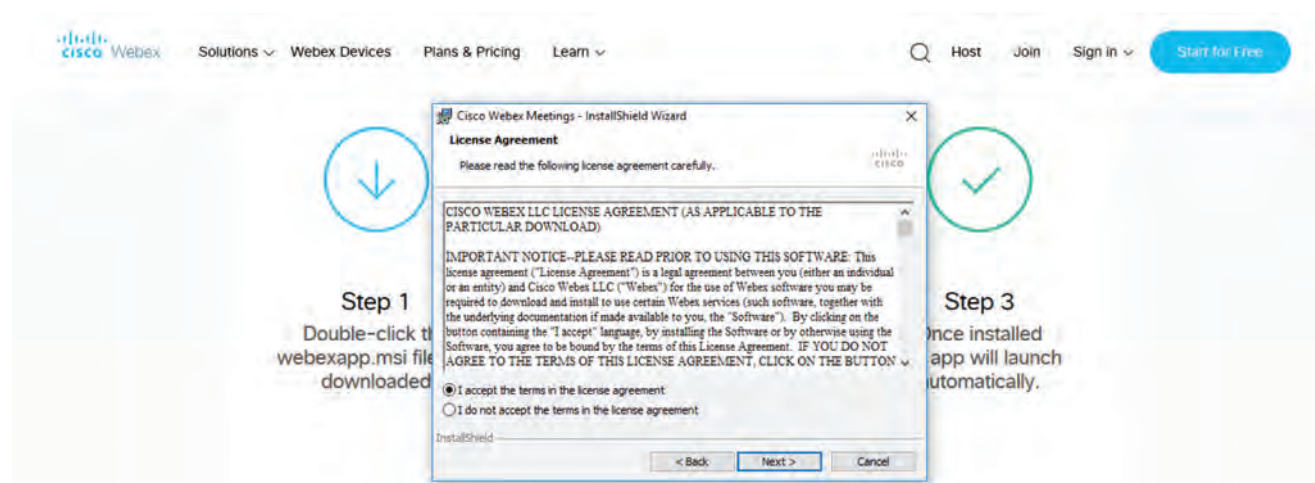 cisco Webex Solutions Webex Devices Plans & Pricing Learn Host Join Sign in Start for Free
Cisco Webex Meetings - InstallShield Wizard
License Agreement
Please read the following license agreement carefully.
CISCO
CISCO WEBEX LLC LICENSE AGREEMENT (AS APPLICABLE TO THE
PARTICULAR DOWNLOAD)
IMPORTANT NOTICE--PLEASE READ PRIOR TO USING THIS SOFTWARE: This
license agreement ("License Agreement") is a legal agreement between you (either an individual
or an entity) and Cisco Webex LLC ("Webex") for the use of Webex software you may be
required to download and install to use certain Webex services (such software, together with
the underlying documentation if made available to you, the "Software"). By clicking on the
button containing the "I accept" language, by installing the Software or by otherwise using the
Software, you agree to be bound by the terms of this License Agreement. IF YOU DO NOT
AGREE TO THE TERMS OF THIS LICENSE AGREEMENT, CLICK ON THE BUTTON
I accept the terms in the license agreement
I do not accept the terms in the license agreement
InstallShield
< Back Next > Cancel
Step 1
Double-click th
webexapp.msi file
downloaded
Step 3
Once installed
app will launch
automatically.